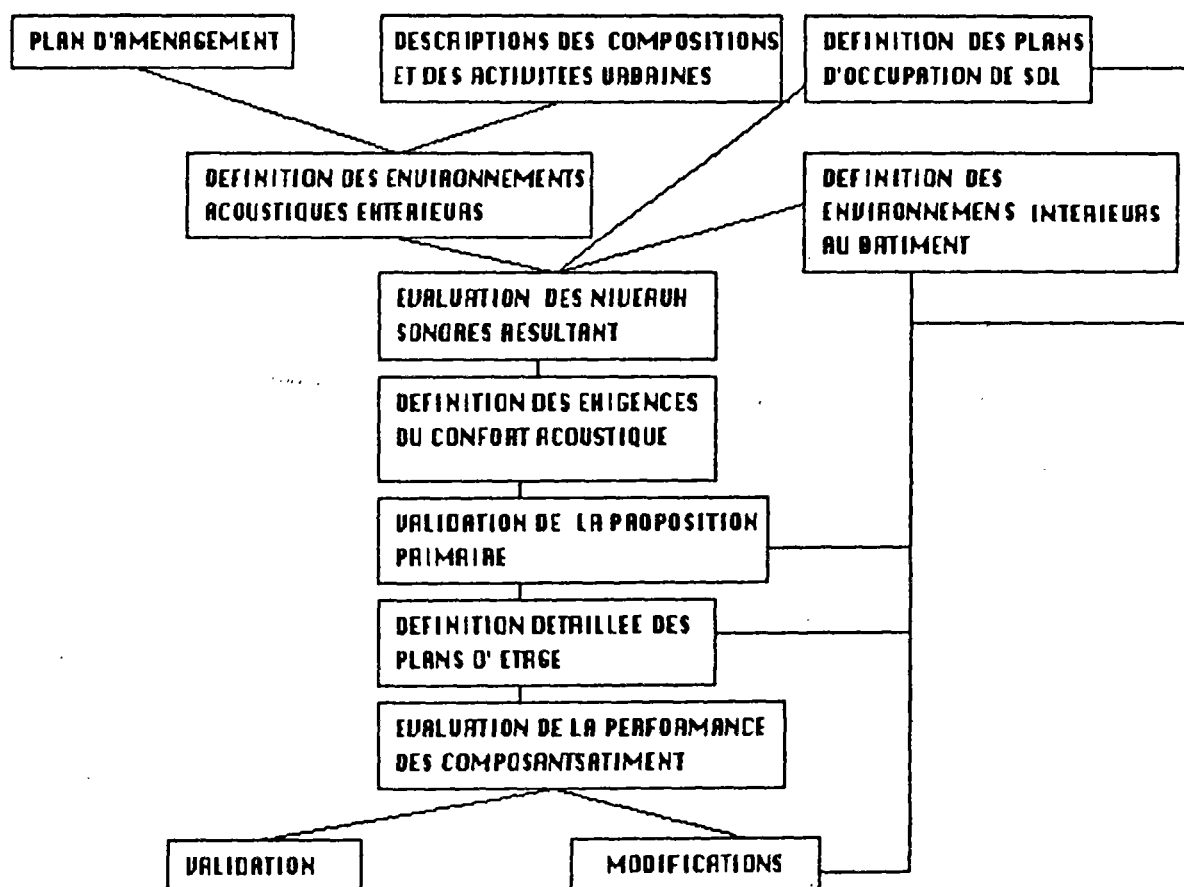 PLAN D'AMENAGEMENT
DESCRIPTIONS DES COMPOSITIONS
ET DES ACTIVITEES URBAINES
DEFINITION DES PLANS
D'OCCUPATION DE SOL
DEFINITION DES ENVIRONNEMENTS
ACOUSTIQUES EXTERIEURS
DEFINITION DES
ENVIRONNEMENS INTERIEURS
AU BATIMENT
EVALUATION DES NIVEAUX
SONORES RESULTANT
DEFINITION DES EXIGENCES
DU CONFORT ACOUSTIQUE
VALIDATION DE LA PROPOSITION
PRIMAIRE
DEFINITION DETAILLEE DES
PLANS D' ETAGE
EVALUATION DE LA PERFORMANCE
DES COMPOSANTSATIMENT
VALIDATION
MODIFICATIONS